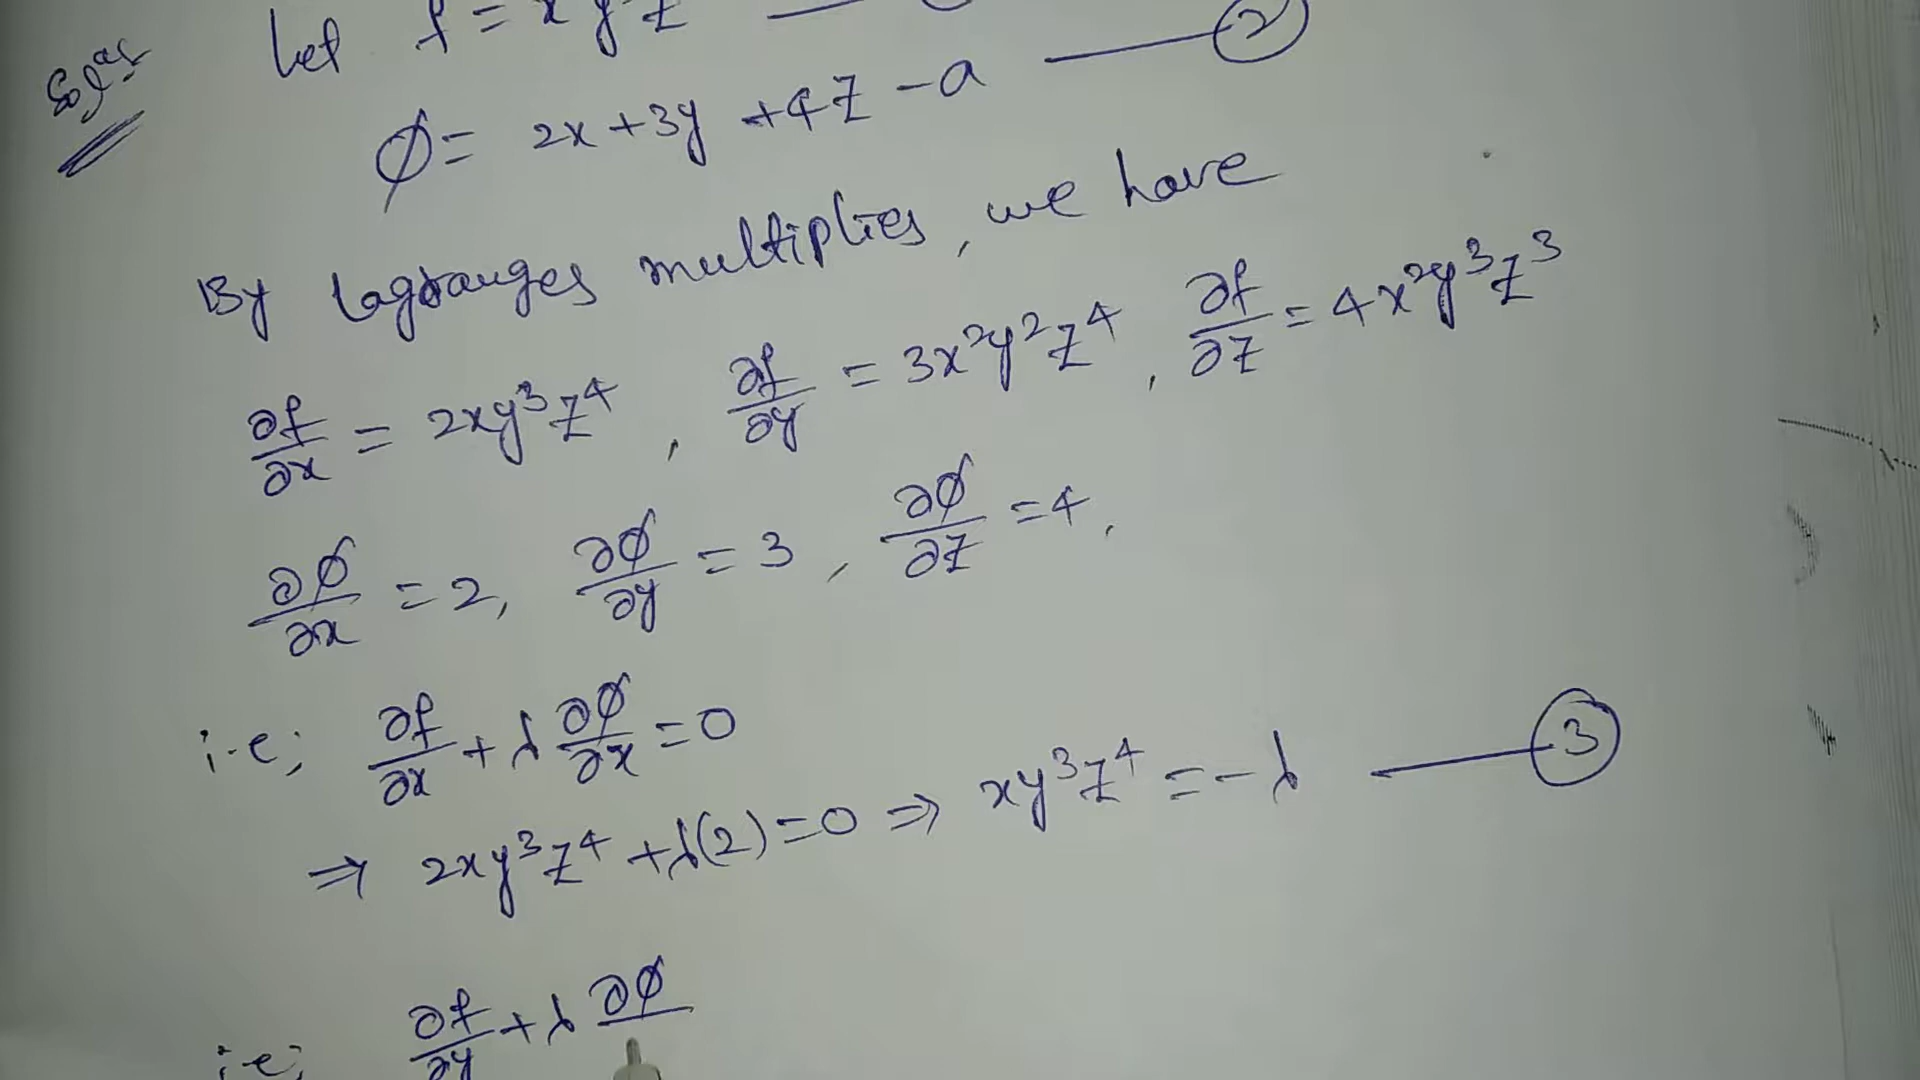 Solⁿ Let f = x y z
φ = 2x + 3y + 4z - a —— ②
By lagranges multiplies, we have
∂f/∂x = 2xy³z⁴, ∂f/∂y = 3x²y²z⁴, ∂f/∂z = 4x²y³z³
∂φ/∂x = 2, ∂φ/∂y = 3, ∂φ/∂z = 4,
i.e; ∂f/∂x + λ ∂φ/∂x = 0
⇒ 2xy³z⁴ + λ(2) = 0 ⇒ xy³z⁴ = -λ —— ③
i.e; ∂f/∂y + λ ∂φ